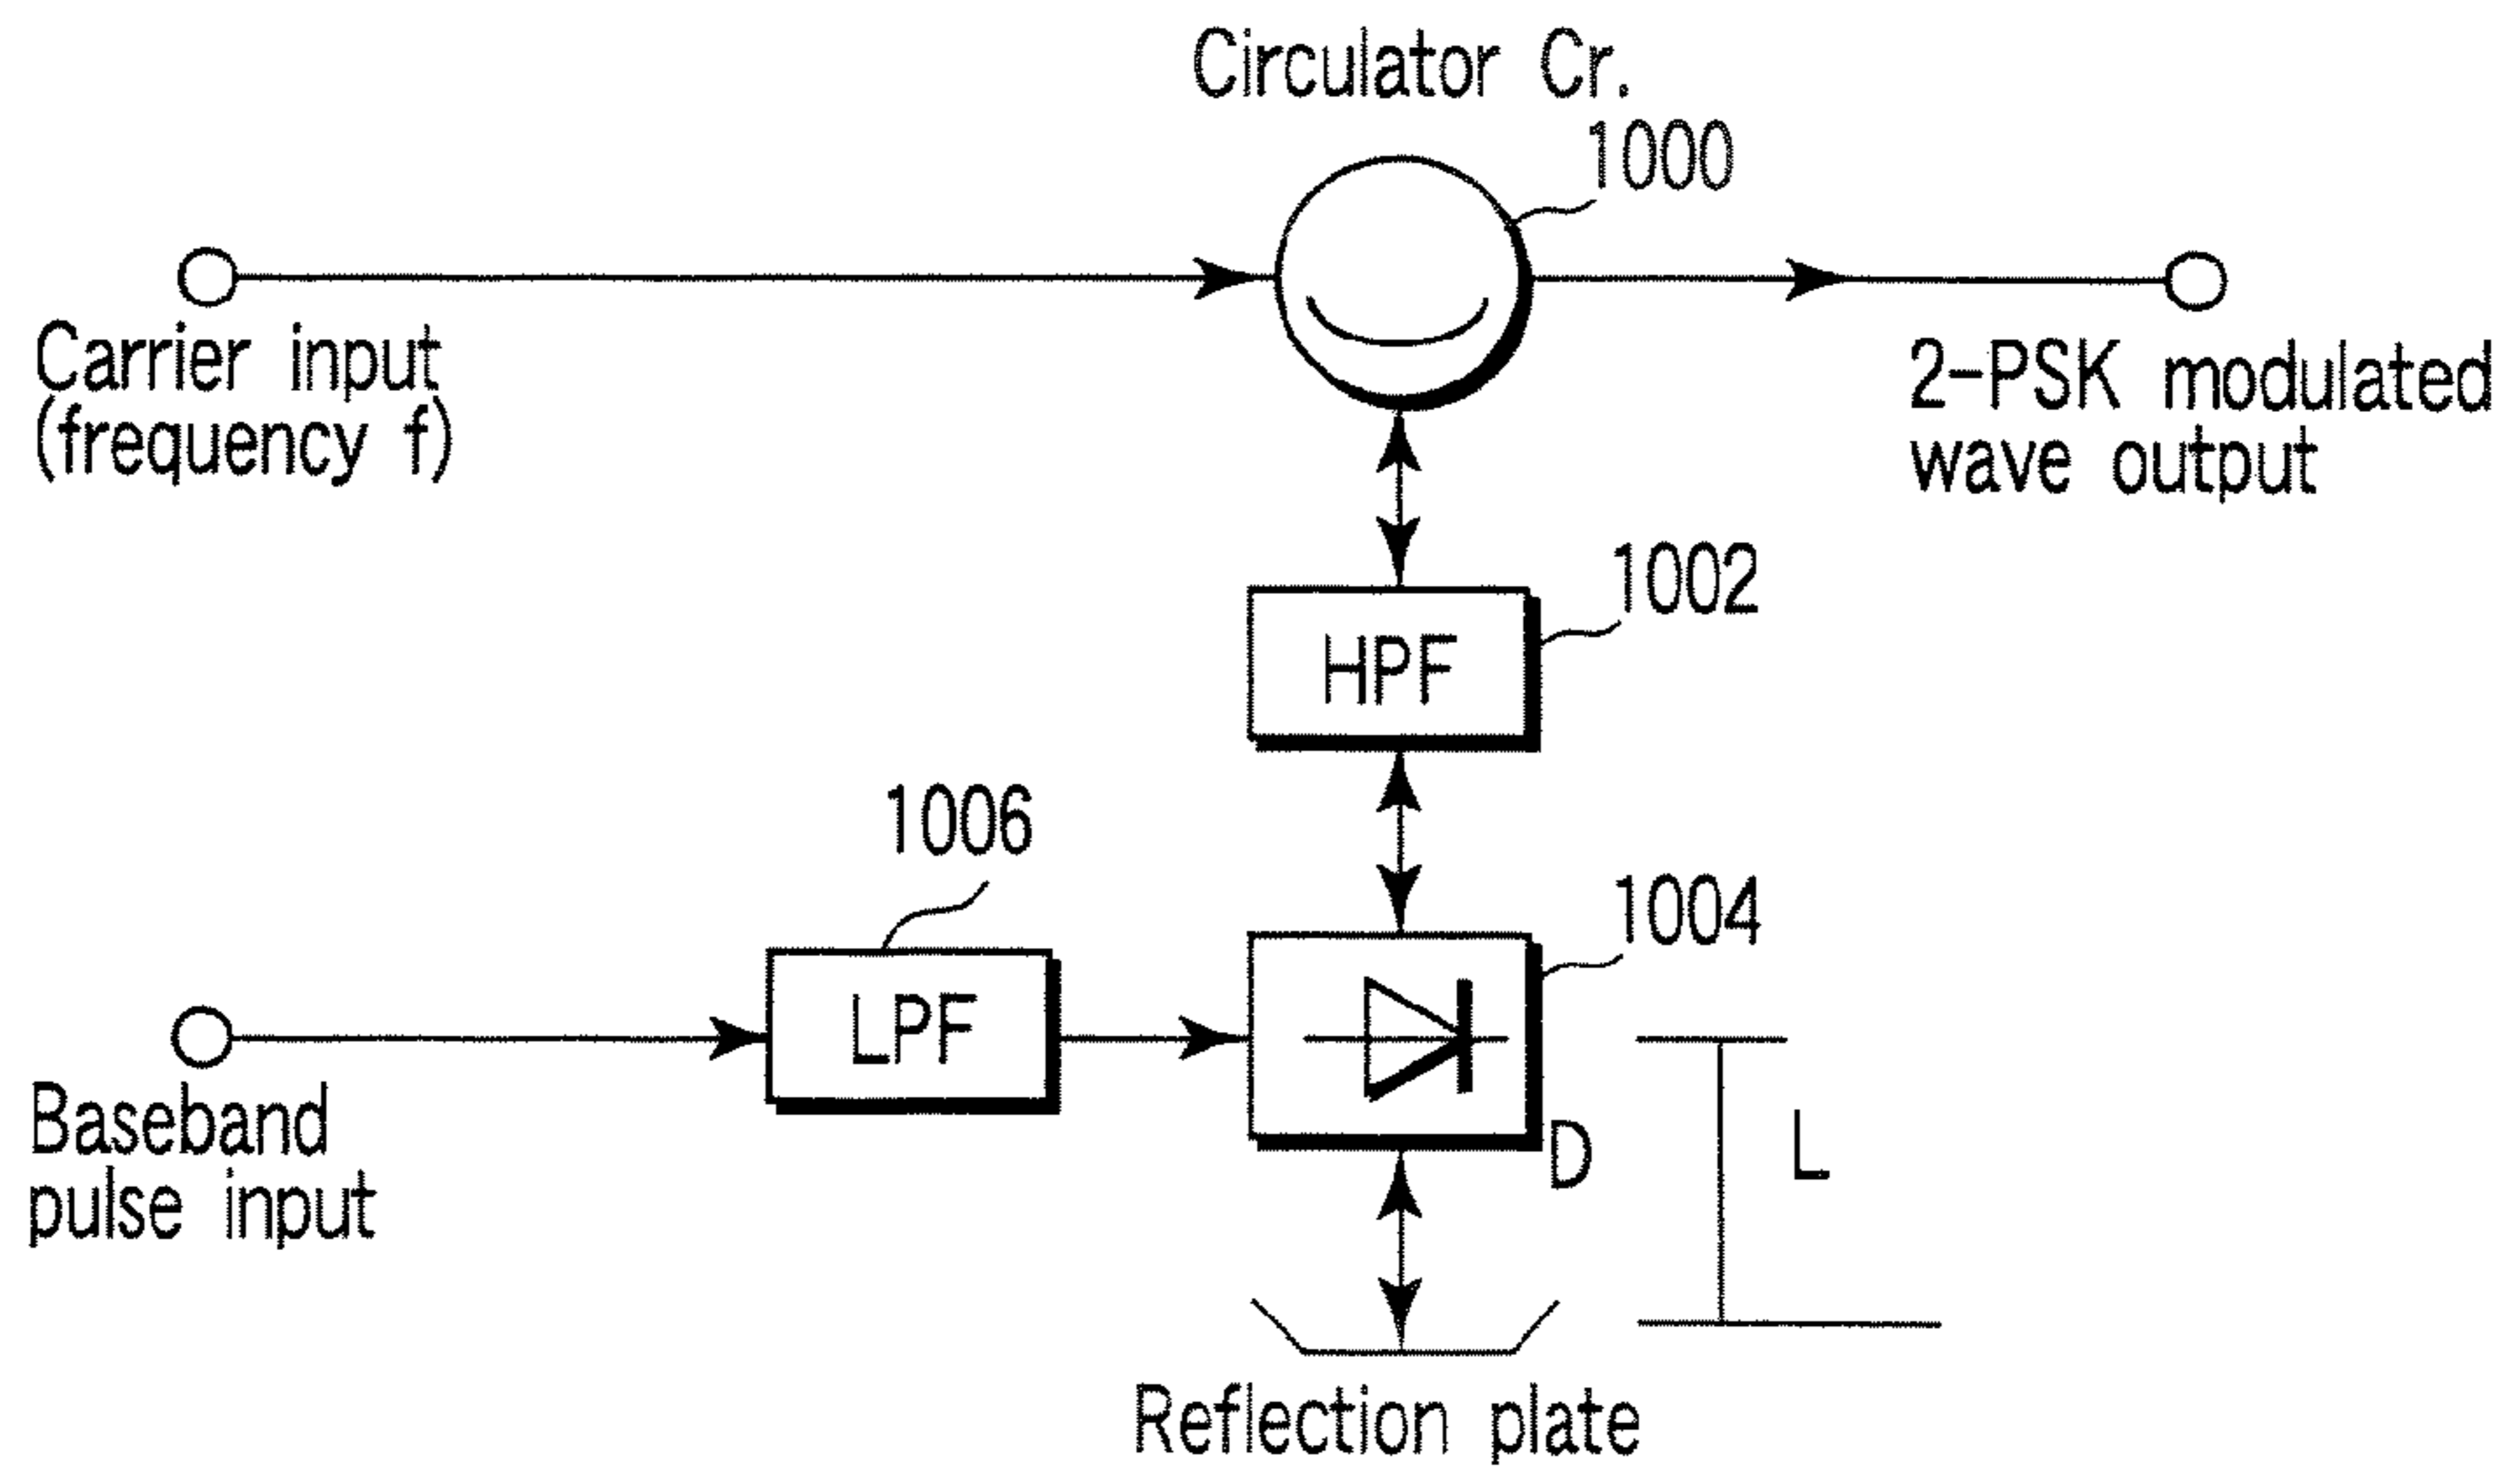 Circulator Cr.
1000
Carrier input
(frequency f)
2-PSK modulated
wave output
1002
HPF
1006
1004
LPF
D
L
Baseband
pulse input
Reflection plate